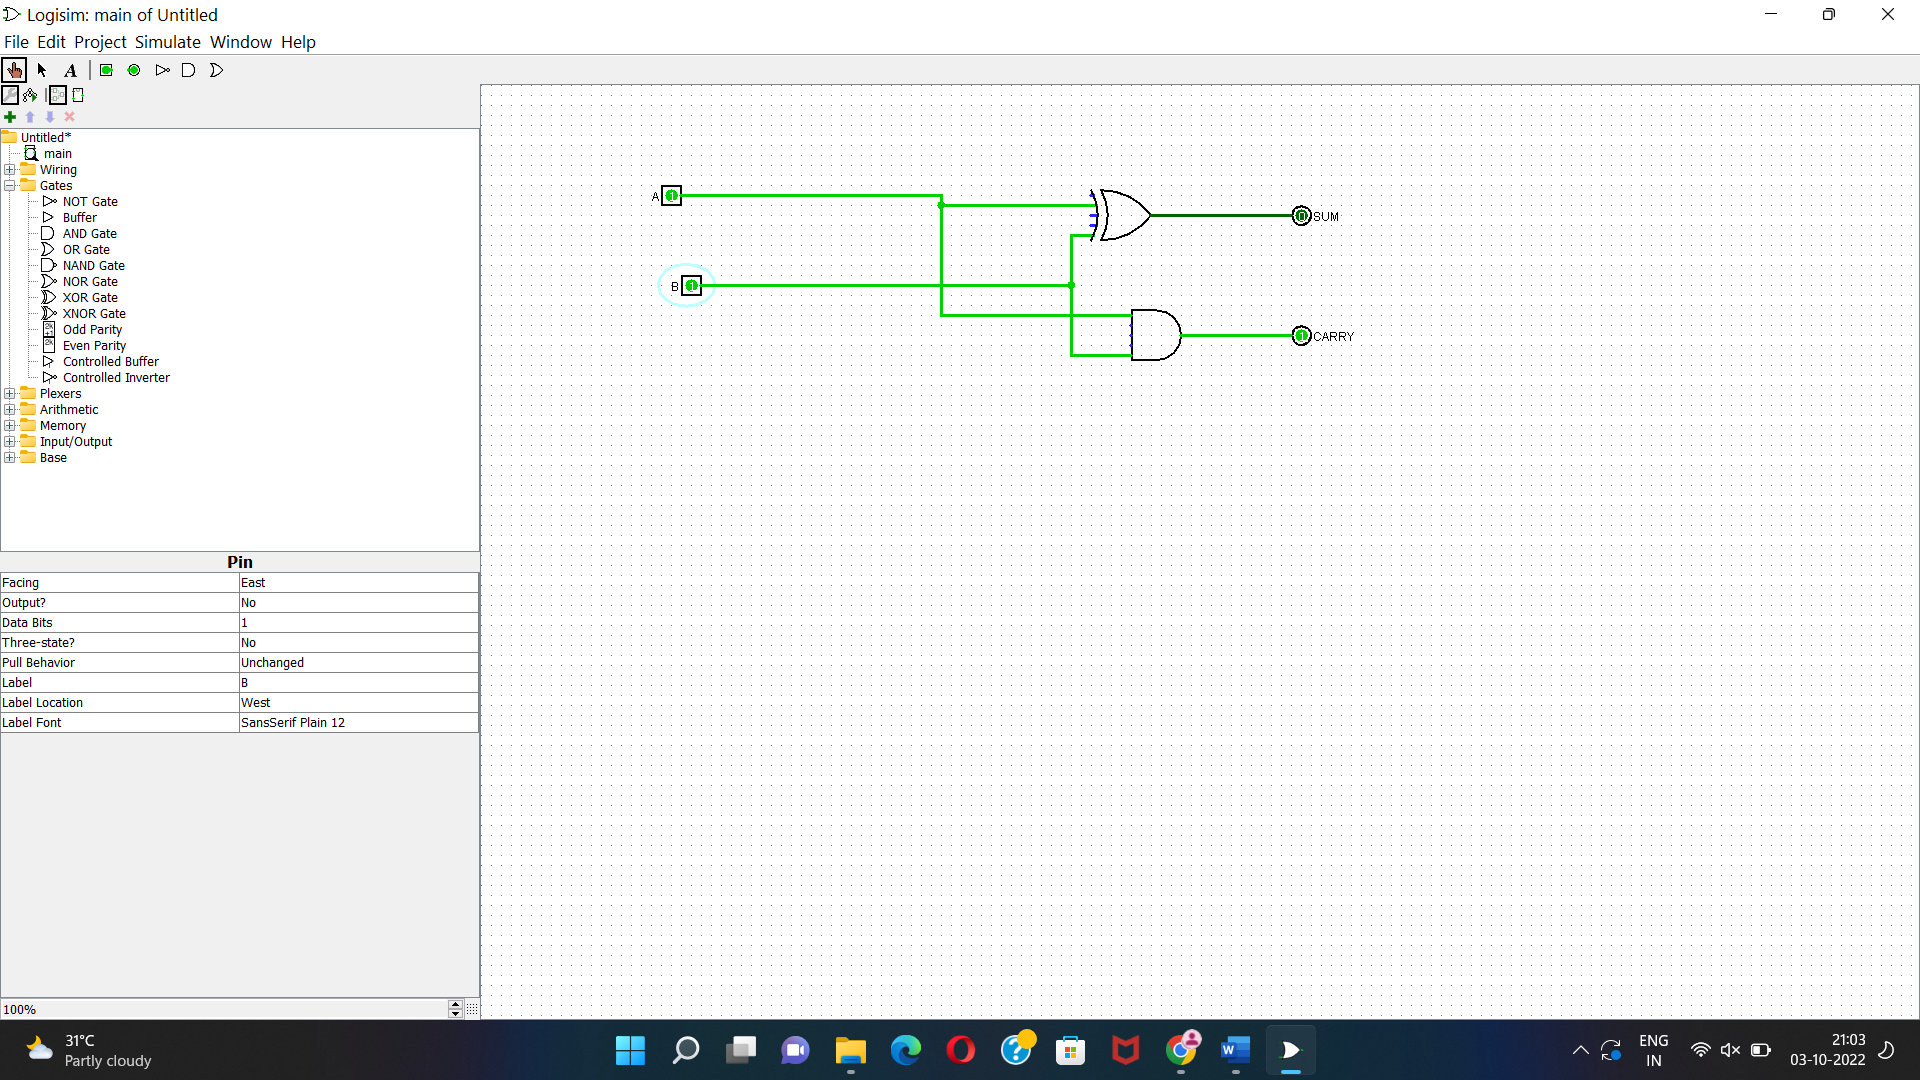 Logisim: main of Untitled
File Edit Project Simulate Window Help
A
Untitled*
main
Wiring
Gates
NOT Gate
Buffer
AND Gate
OR Gate
NAND Gate
NOR Gate
XOR Gate
XNOR Gate
Odd Parity
Even Parity
Controlled Buffer
Controlled Inverter
Plexers
Arithmetic
Memory
Input/Output
Base
Pin
Facing East
Output? No
Data Bits 1
Three-state? No
Pull Behavior Unchanged
Label B
Label Location West
Label Font SansSerif Plain 12
100%
A 1
B 1
0 SUM
1 CARRY
31°C
Partly cloudy
W
ENG
IN
21:03
03-10-2022